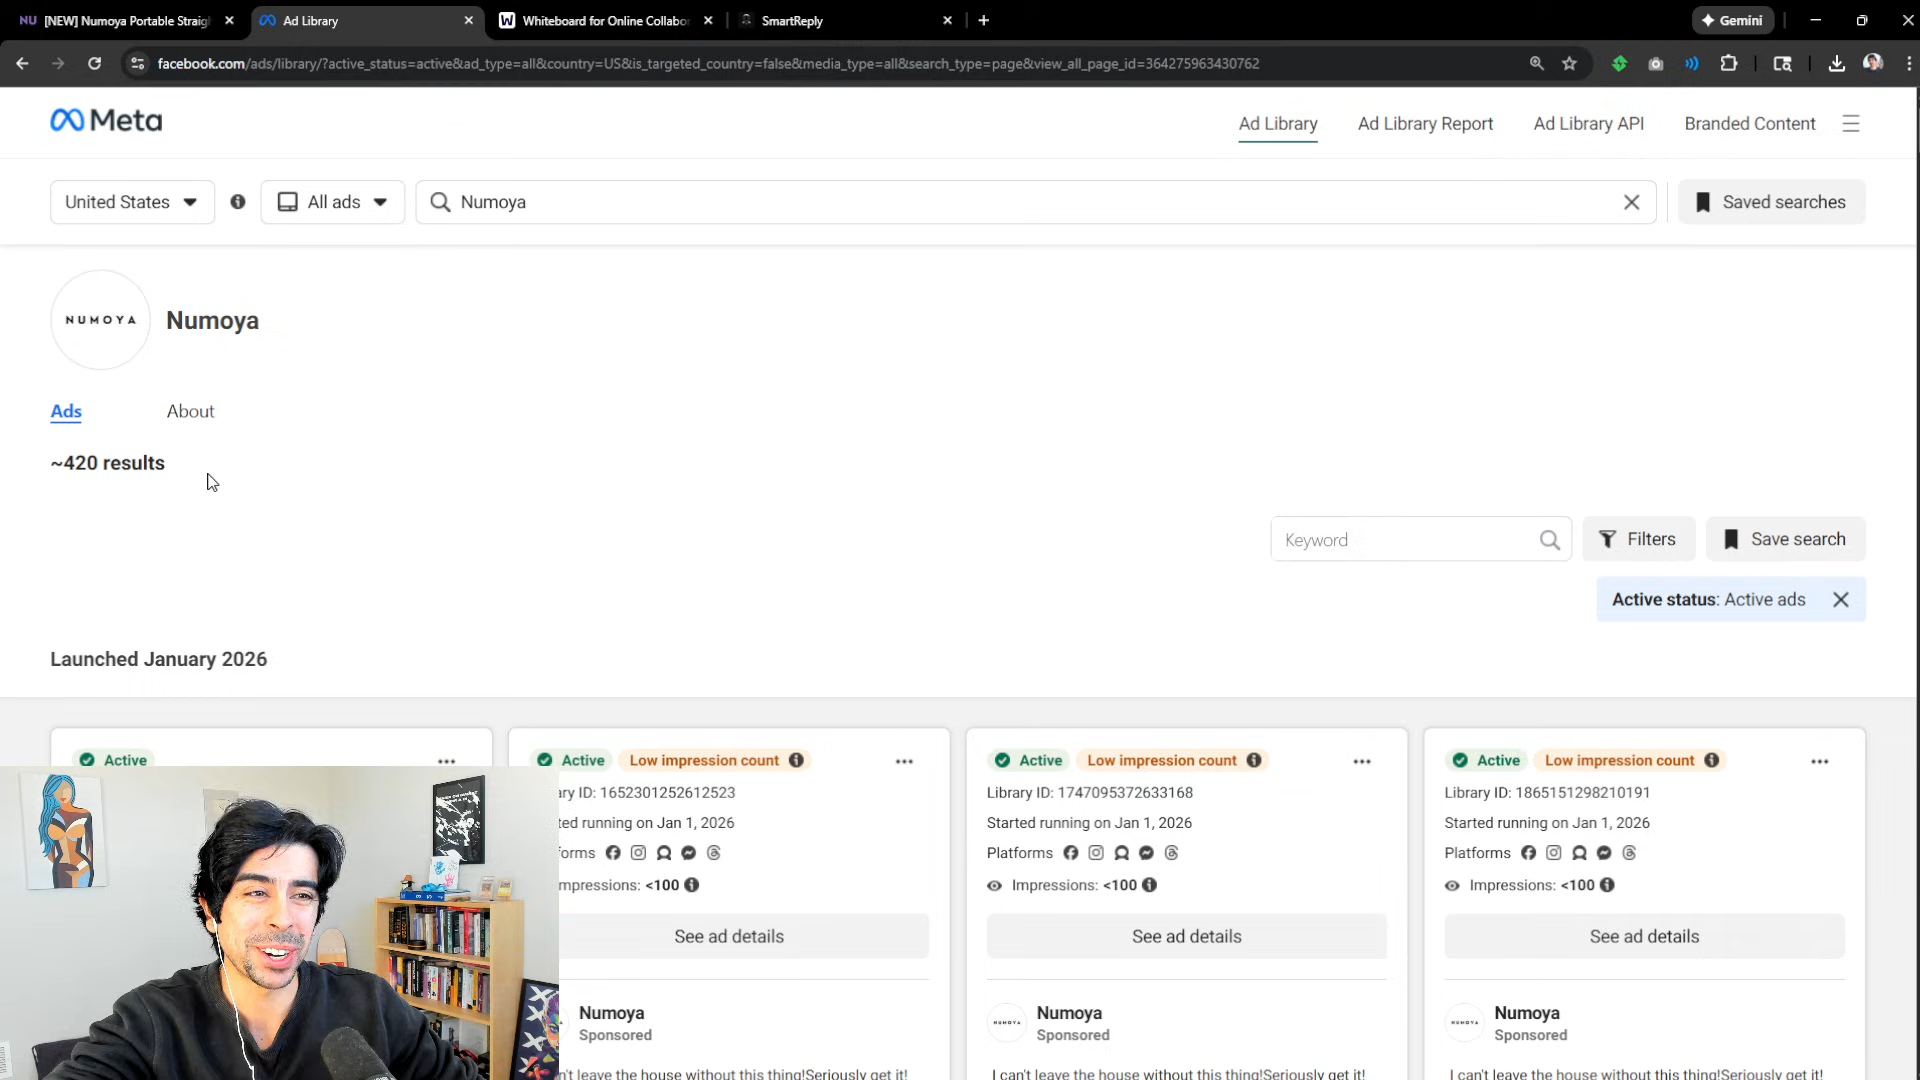 NU [NEW] Numoya Portable Straig
Ad Library
Whiteboard for Online Collabor
SmartReply
Gemini
facebook.com/ads/library/?active_status=active&ad_type=all&country=US&is_targeted_country=false&media_type=all&search_type=page&view_all_page_id=364275963430762
Meta
Ad Library
Ad Library Report
Ad Library API
Branded Content
United States
All ads
Numoya
Saved searches
NUMOYA
Numoya
Ads
About
~420 results
Keyword
Filters
Save search
Active status: Active ads
Launched January 2026
Active
Active Low impression count
Active Low impression count
Active Low impression count
ary ID: 1652301252612523
Library ID: 1747095372633168
Library ID: 1865151298210191
ted running on Jan 1, 2026
Started running on Jan 1, 2026
Started running on Jan 1, 2026
forms
Platforms
Platforms
mpressions: <100
Impressions: <100
Impressions: <100
See ad details
See ad details
See ad details
Numoya
Sponsored
NUMOYA
Numoya
Sponsored
NUMOYA
Numoya
Sponsored
n't leave the house without this thing!Seriously get it!
I can't leave the house without this thing!Seriously get it!
I can't leave the house without this thing!Seriously get it!